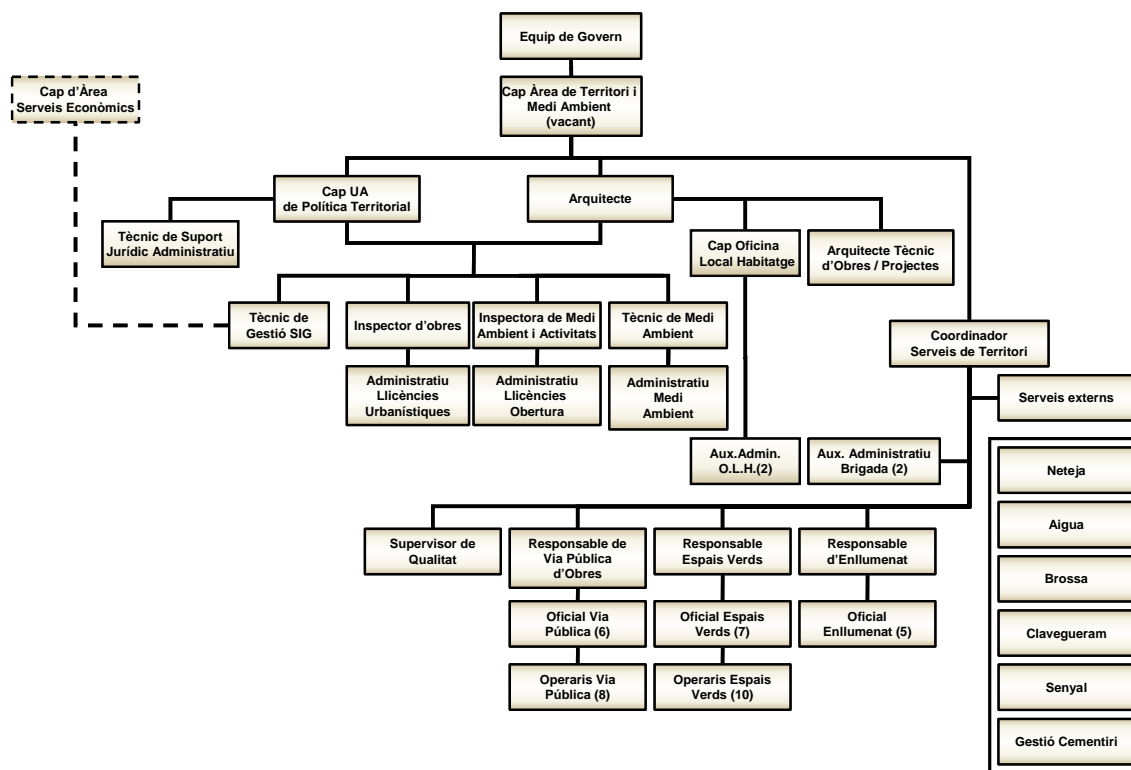 Equip de Govern
Cap d'Àrea
Serveis Econòmics
Cap Àrea de Territori i
Medi Ambient
(vacant)
Cap UA
de Política Territorial
Arquitecte
Tècnic de Suport
Jurídic Administratiu
Cap Oficina
Local Habitatge
Arquitecte Tècnic
d'Obres / Projectes
Tècnic de
Gestió SIG
Inspector d'obres
Inspectora de Medi
Ambient i Activitats
Tècnic de Medi
Ambient
Coordinador
Serveis de Territori
Administratiu
Llicències
Urbanístiques
Administratiu
Llicències
Obertura
Administratiu
Medi
Ambient
Serveis externs
Aux.Admin.
O.L.H.(2)
Aux. Administratiu
Brigada (2)
Neteja
Aigua
Brossa
Clavegueram
Senyal
Gestió Cementiri
Supervisor de
Qualitat
Responsable de
Via Pública
d'Obres
Responsable
Espais Verds
Responsable
d'Enllumenat
Oficial Via
Pública (6)
Oficial Espais
Verds (7)
Oficial
Enllumenat (5)
Operaris Via
Pública (8)
Operaris Espais
Verds (10)